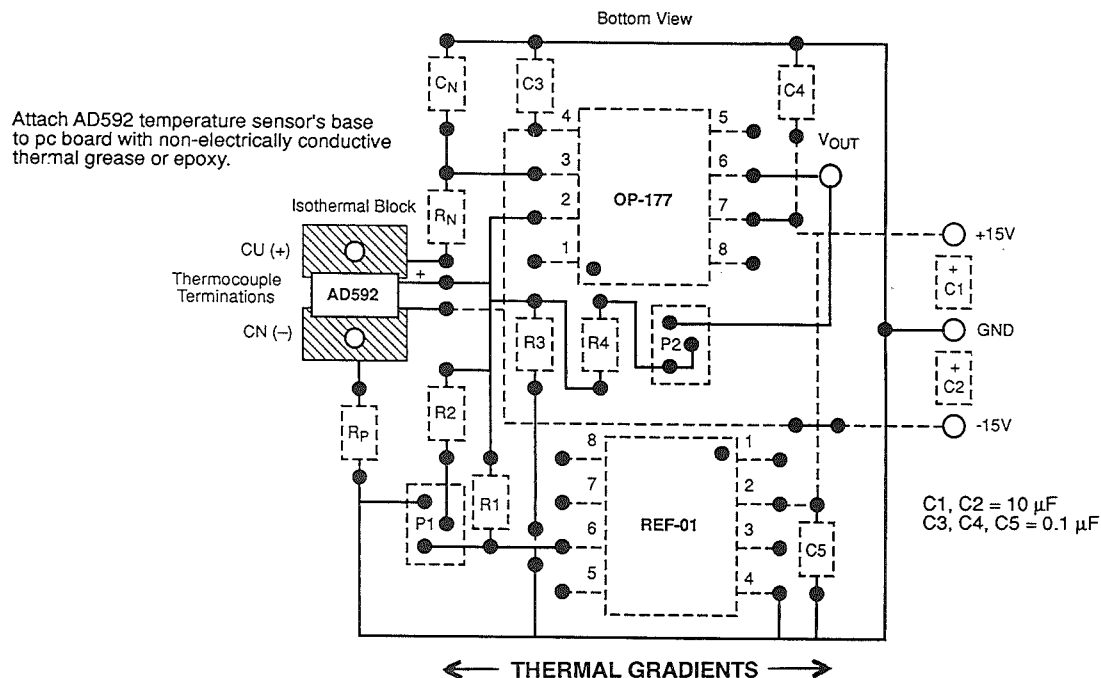 Bottom View
Attach AD592 temperature sensor's base
to pc board with non-electrically conductive
thermal grease or epoxy.
CN
C3
C4
4
5
VOUT
3
6
OP-177
2
7
1
8
Isothermal Block
RN
CU (+)
+
Thermocouple
Terminations
AD592
CN (–)
+15V
+
C1
GND
+
C2
-15V
R3
R4
P2
R2
RP
P1
R1
8
1
7
2
REF-01
6
3
5
4
C5
C1, C2 = 10 µF
C3, C4, C5 = 0.1 µF
THERMAL GRADIENTS